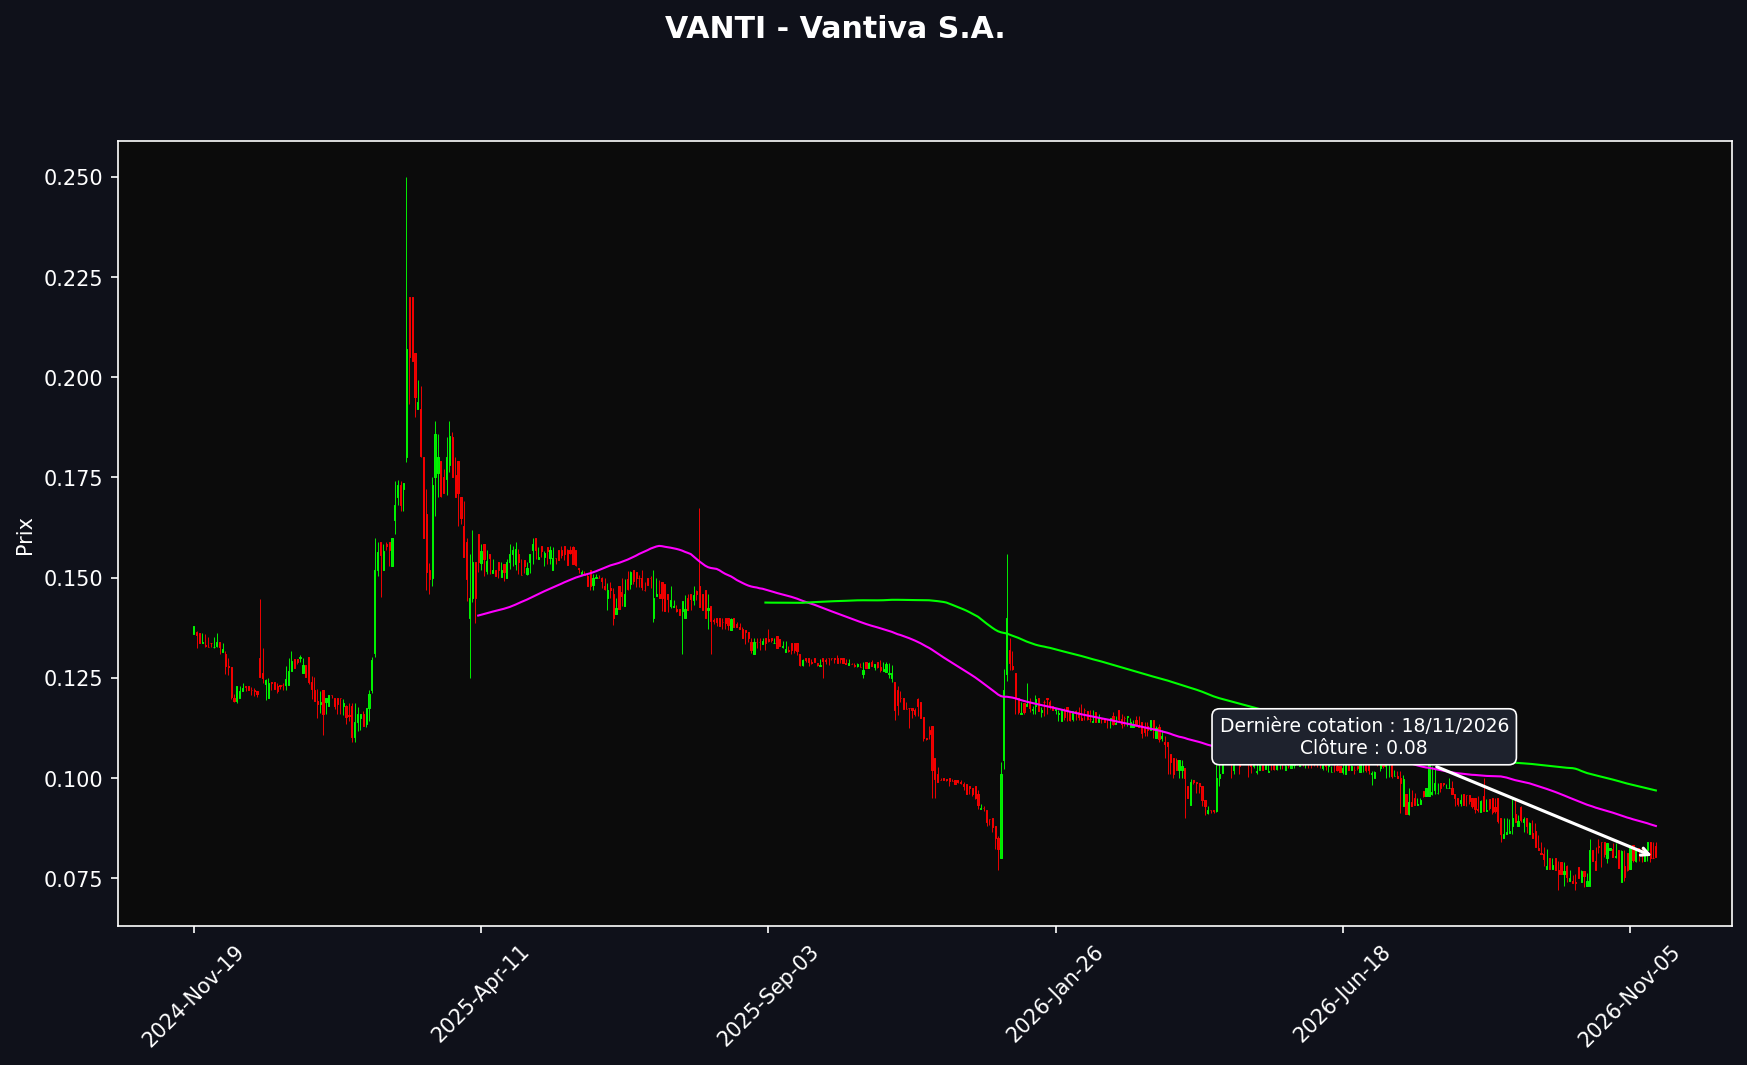 VANTI - Vantiva S.A.
Prix
0.250
0.225
0.200
0.175
0.150
0.125
0.100
0.075
Dernière cotation : 18/11/2026
Clôture : 0.08
2024-Nov-19
2025-Apr-11
2025-Sep-03
2026-Jan-26
2026-Jun-18
2026-Nov-05